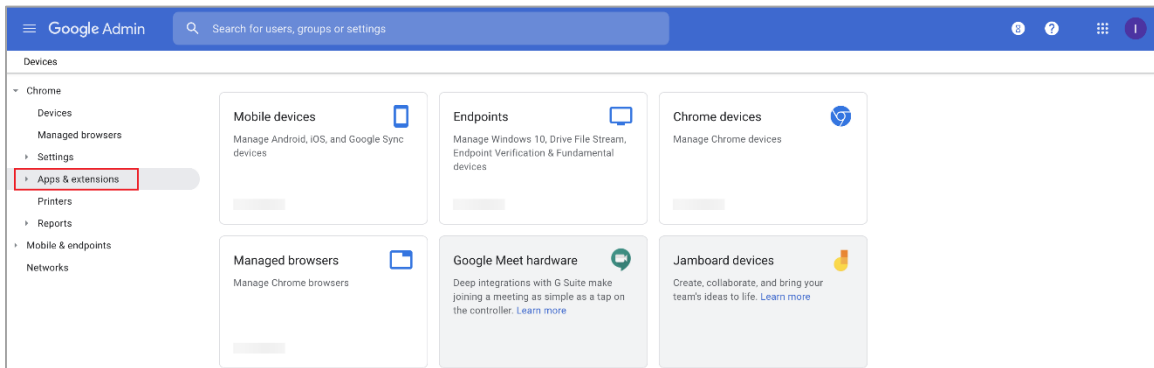 Google Admin
Search for users, groups or settings
8
?
I
Devices
Chrome
Devices
Managed browsers
Settings
Apps & extensions
Printers
Reports
Mobile & endpoints
Networks
Mobile devices
Manage Android, iOS, and Google Sync
devices
Endpoints
Manage Windows 10, Drive File Stream,
Endpoint Verification & Fundamental
devices
Chrome devices
Manage Chrome devices
Managed browsers
Manage Chrome browsers
Google Meet hardware
Deep integrations with G Suite make
joining a meeting as simple as a tap on
the controller. Learn more
Jamboard devices
Create, collaborate, and bring your
team's ideas to life. Learn more